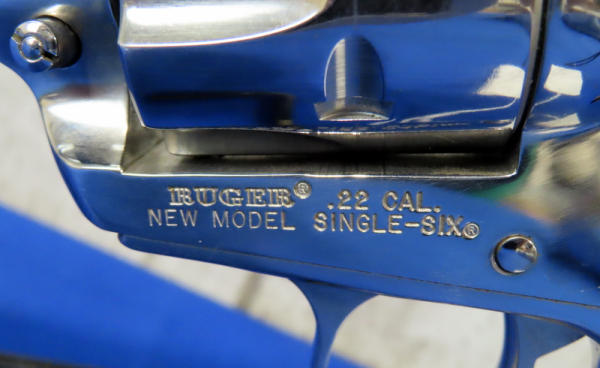 RUGER® .22 CAL.
NEW MODEL SINGLE-SIX®